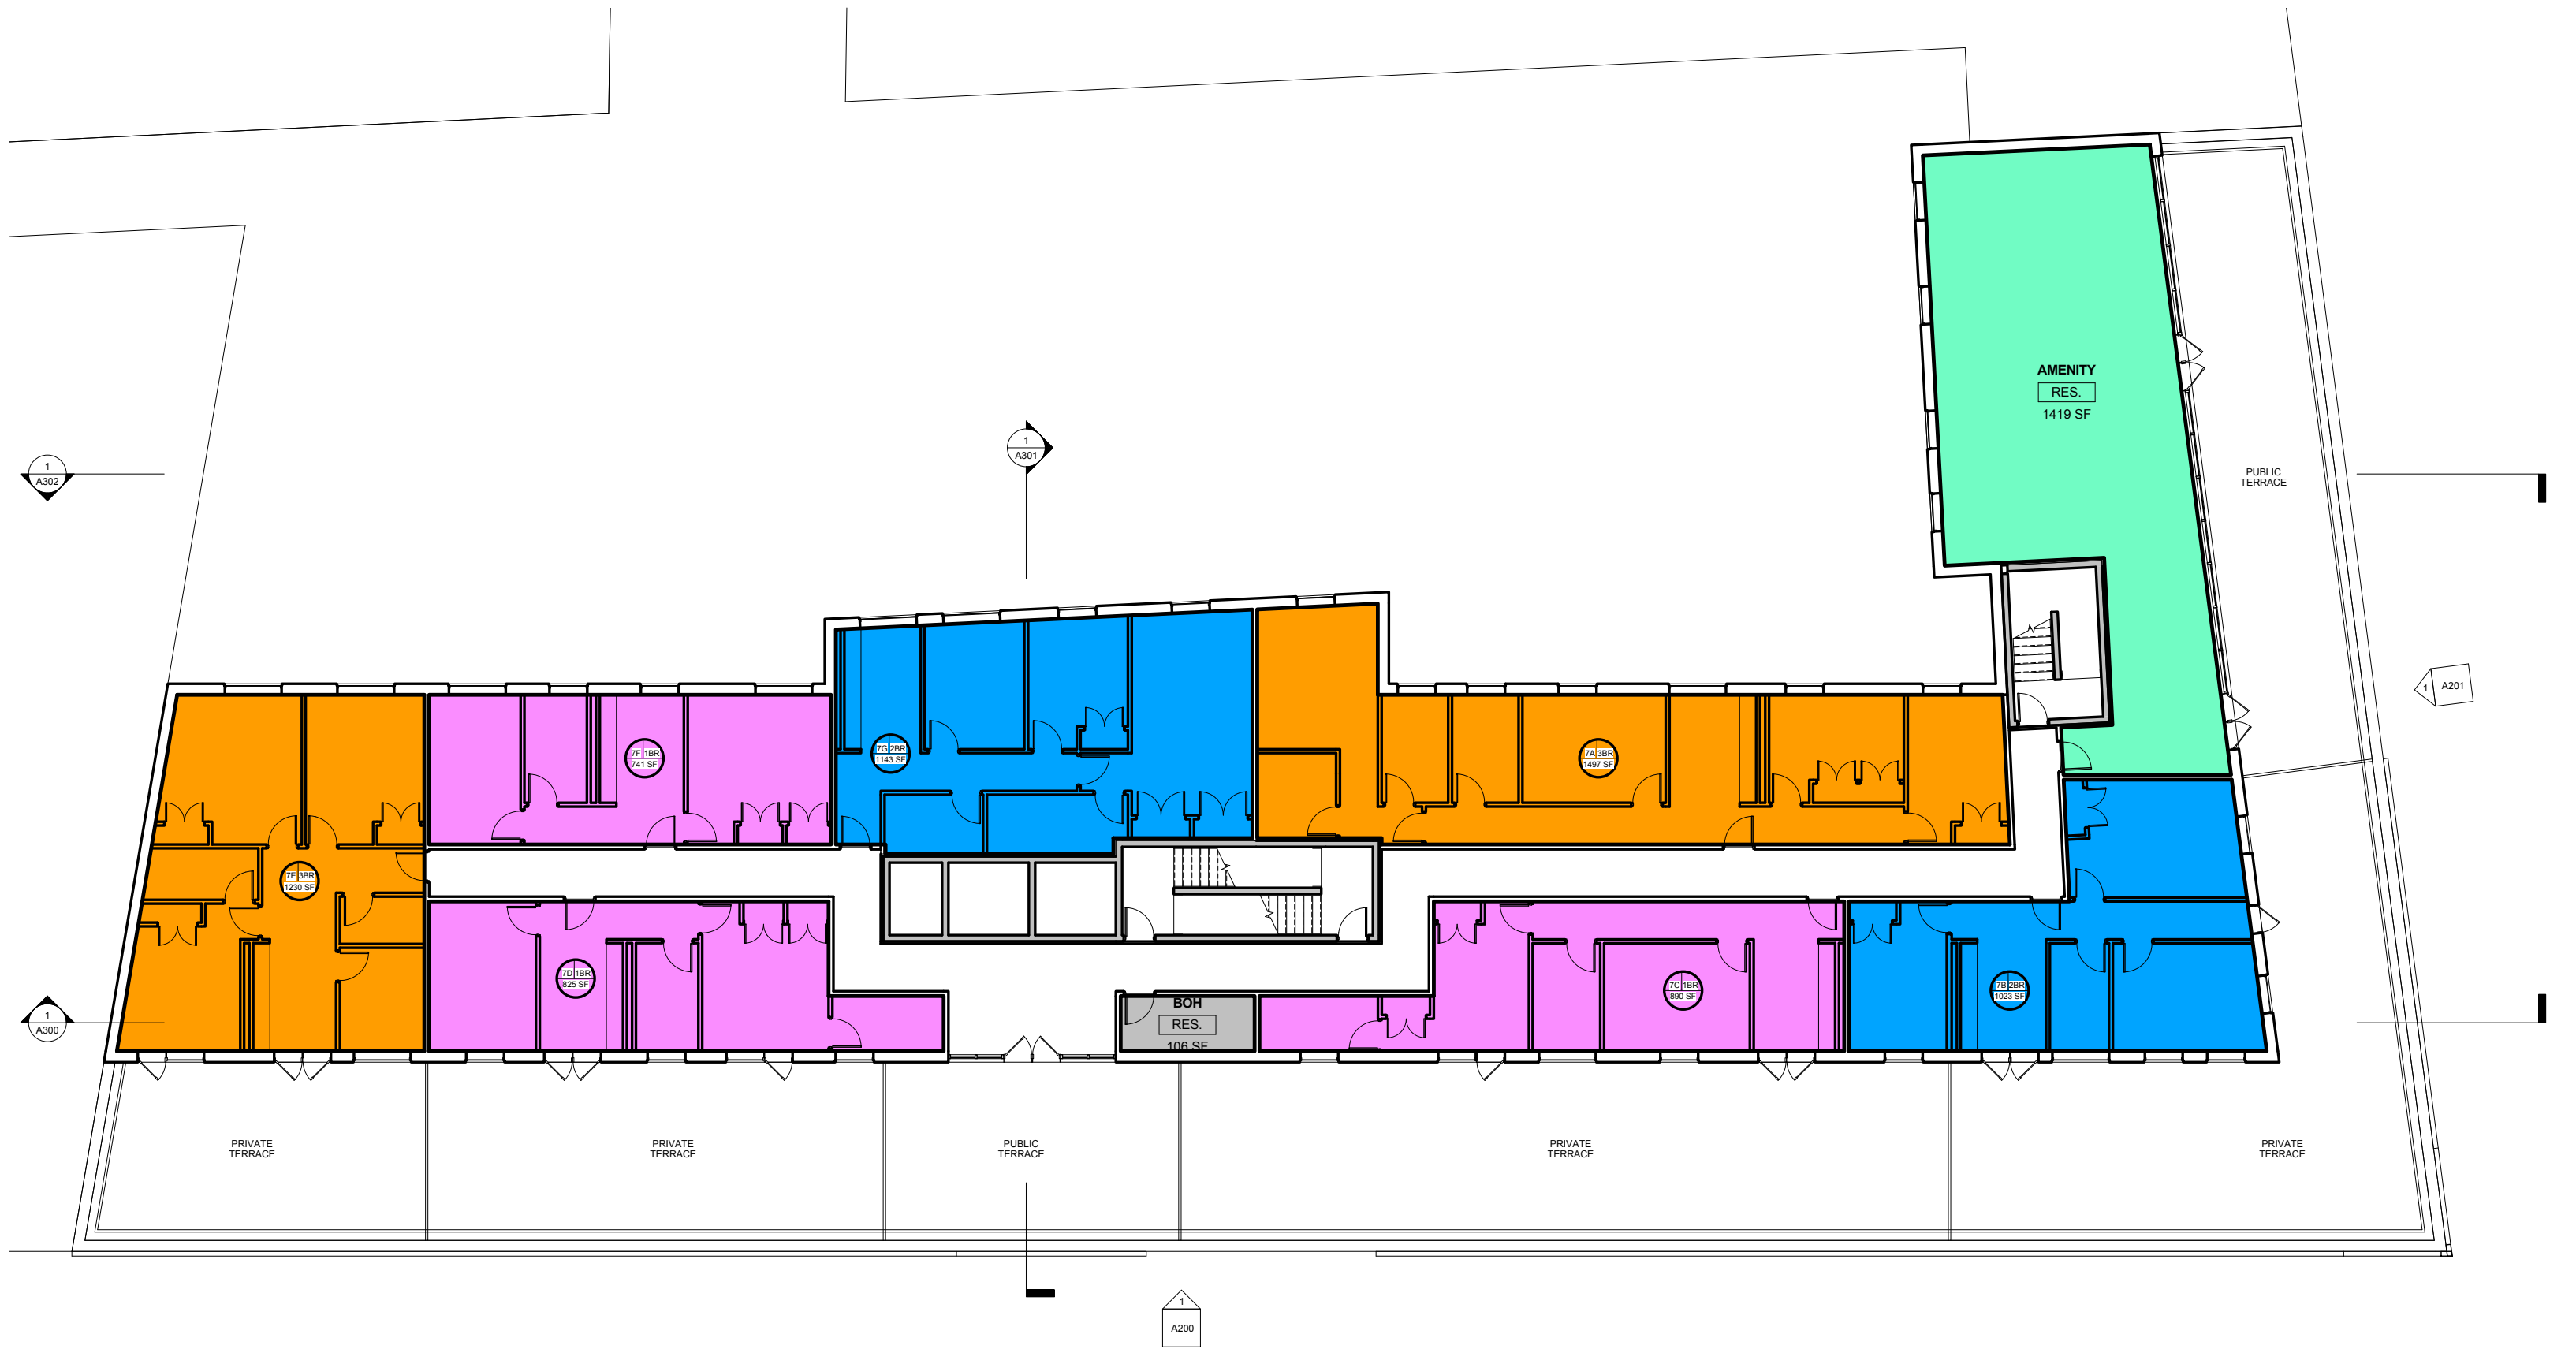 AMENITY
RES.
1419 SF
1
A301
1
A302
PUBLIC
TERRACE
1
A201
7F 1BR
741 SF
7G 2BR
1143 SF
7A 3BR
1497 SF
7E 3BR
1230 SF
7D 1BR
825 SF
7C 1BR
890 SF
7B 2BR
1023 SF
BOH
RES.
106 SF
1
A300
PRIVATE
TERRACE
PRIVATE
TERRACE
PUBLIC
TERRACE
PRIVATE
TERRACE
PRIVATE
TERRACE
1
A200